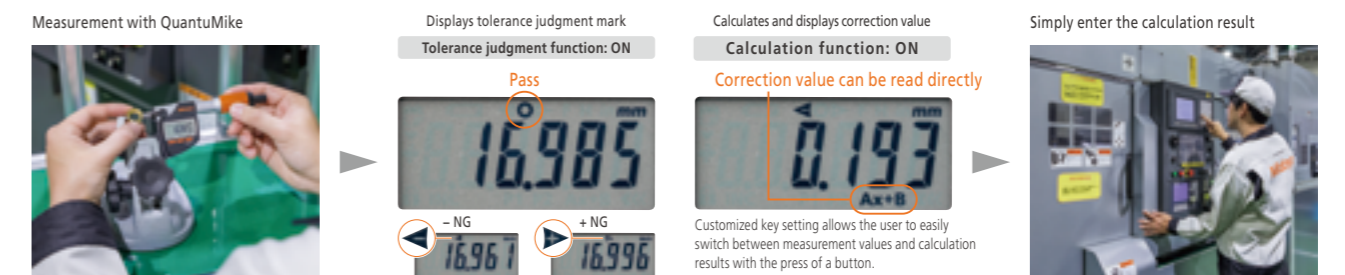 Measurement with QuantuMike
Displays tolerance judgment mark
Tolerance judgment function: ON
Pass
mm
16.985
– NG
16.961
+ NG
16.996
Calculates and displays correction value
Calculation function: ON
Correction value can be read directly
mm
0.193
Ax+B
Customized key setting allows the user to easily
switch between measurement values and calculation
results with the press of a button.
Simply enter the calculation result